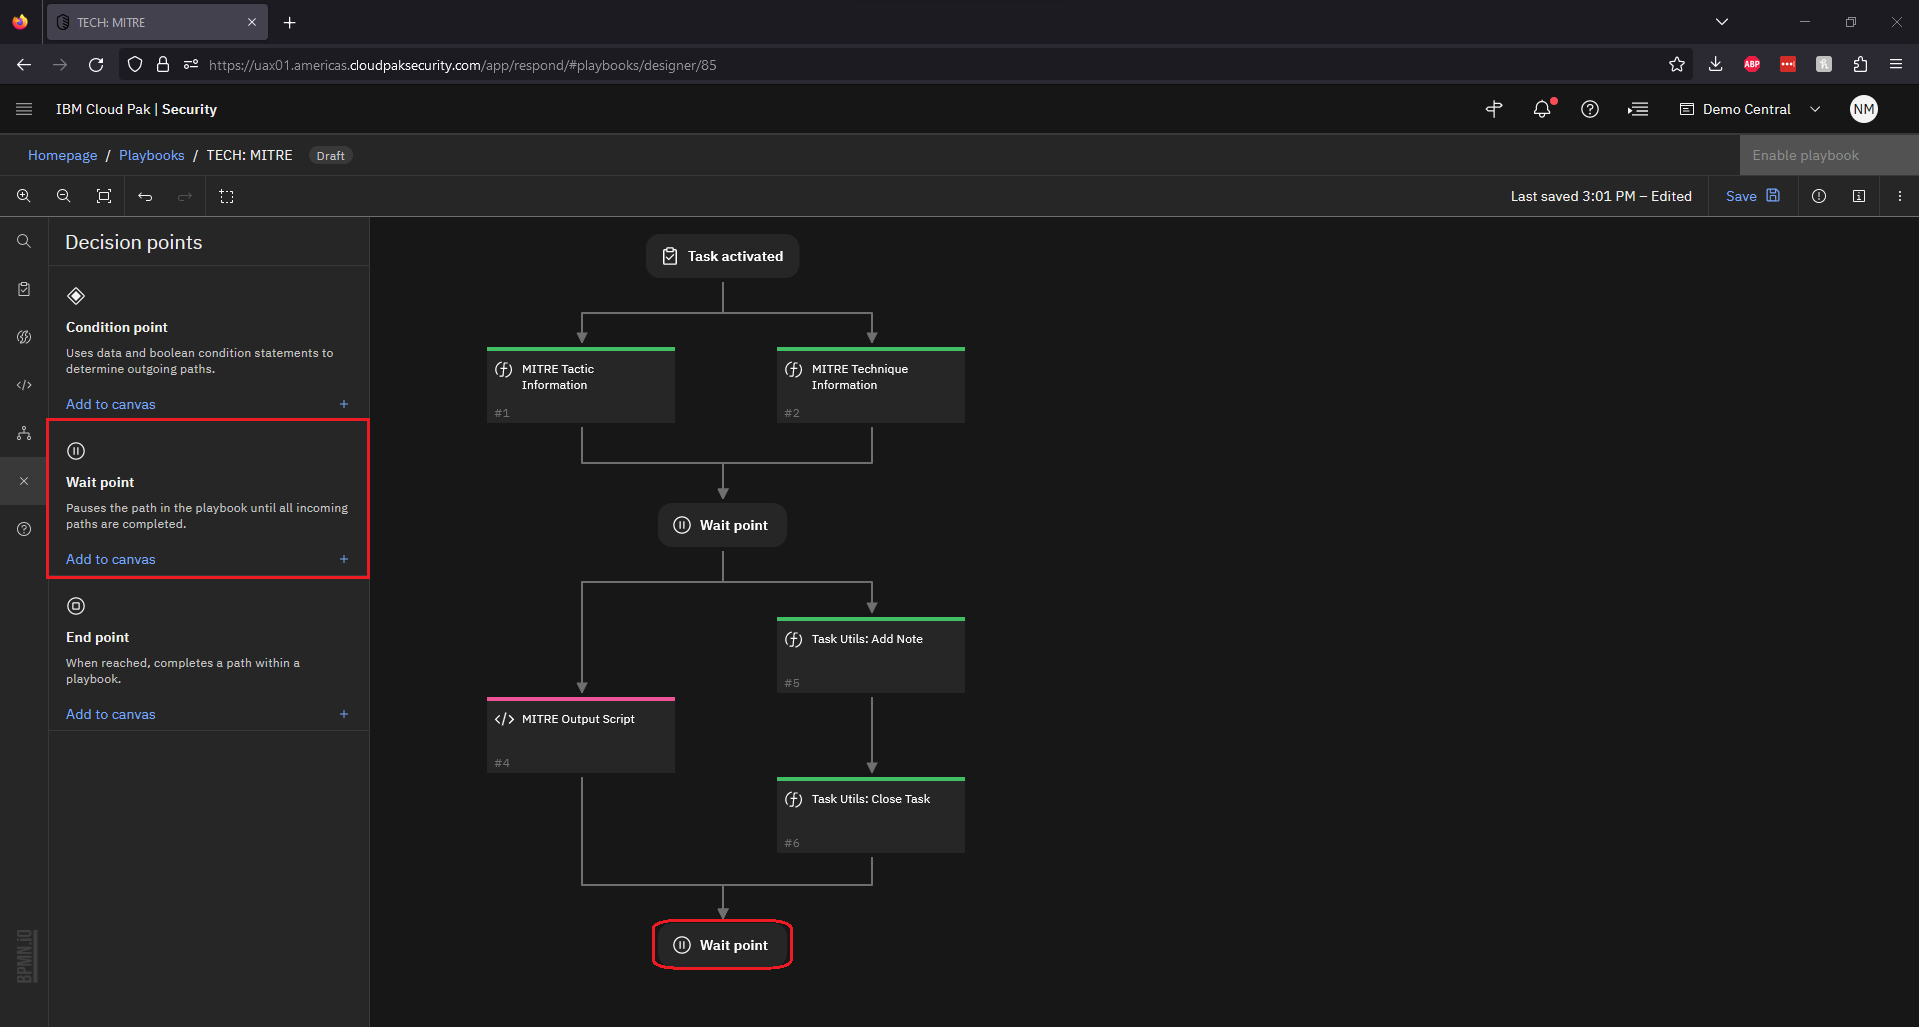 TECH: MITRE
https://uax01.americas.cloudpaksecurity.com/app/respond/#playbooks/designer/85
ABP
IBM Cloud Pak | Security
Demo Central
NM
Homepage / Playbooks / TECH: MITRE Draft
Enable playbook
Last saved 3:01 PM – Edited
Save
Decision points
Condition point
Uses data and boolean condition statements to
determine outgoing paths.
Add to canvas +
Wait point
Pauses the path in the playbook until all incoming
paths are completed.
Add to canvas +
End point
When reached, completes a path within a
playbook.
Add to canvas +
BPMN.iO
Task activated
MITRE Tactic
Information
#1
MITRE Technique
Information
#2
Wait point
Task Utils: Add Note
#5
</> MITRE Output Script
#4
Task Utils: Close Task
#6
Wait point